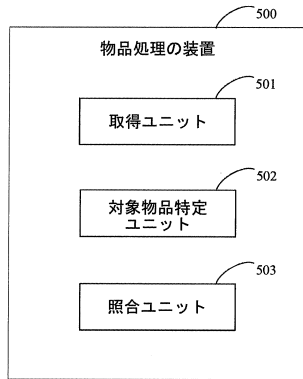 500
物品処理の装置
501
取得ユニット
502
対象物品特定
ユニット
503
照合ユニット